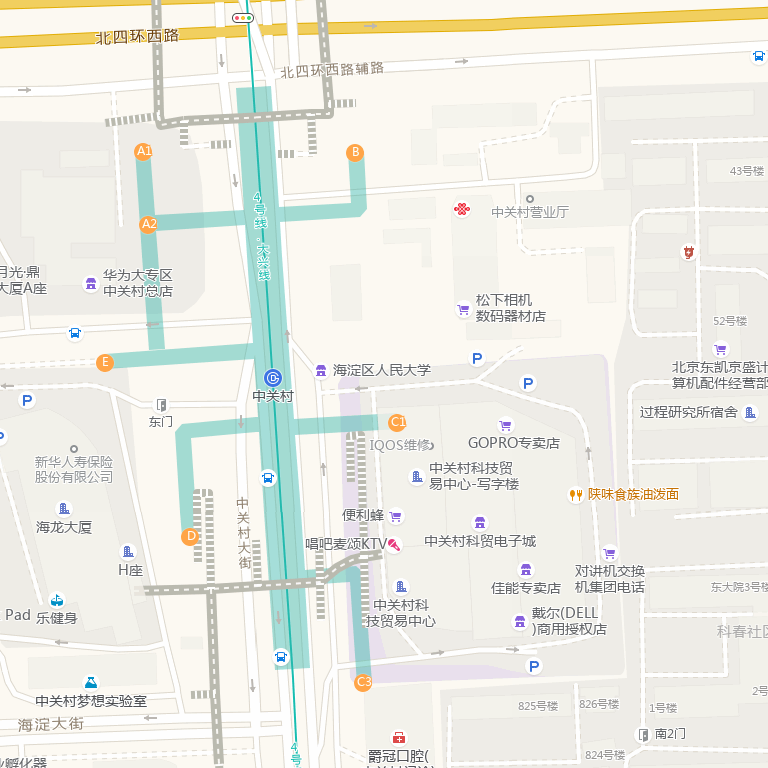 北四环西路
北四环西路辅路
A1
B
43号楼
4号线·大兴线
中关村营业厅
A2
月光·鼎
大厦A座
华为大专区
中关村总店
松下相机
数码器材店
52号楼
E
海淀区人民大学
P
P
北京东凯京盛计
算机配件经营部
中关村
P
东门
C1
过程研究所宿舍
IQOS维修
GOPRO专卖店
新华人寿保险
股份有限公司
中关村科技贸
易中心-写字楼
陕味食族油泼面
中关村大街
便利蜂
海龙大厦
D
唱吧麦颂KTV
中关村科贸电子城
H座
对讲机交换
机集团电话
佳能专卖店
东大院3号楼
Pad
乐健身
中关村科
技贸易中心
戴尔(DELL
)商用授权店
科春社区
P
C3
中关村梦想实验室
825号楼
826号楼
1号楼
2号
海淀大街
南2门
4号
824号楼
爵冠口腔(
业孵化器